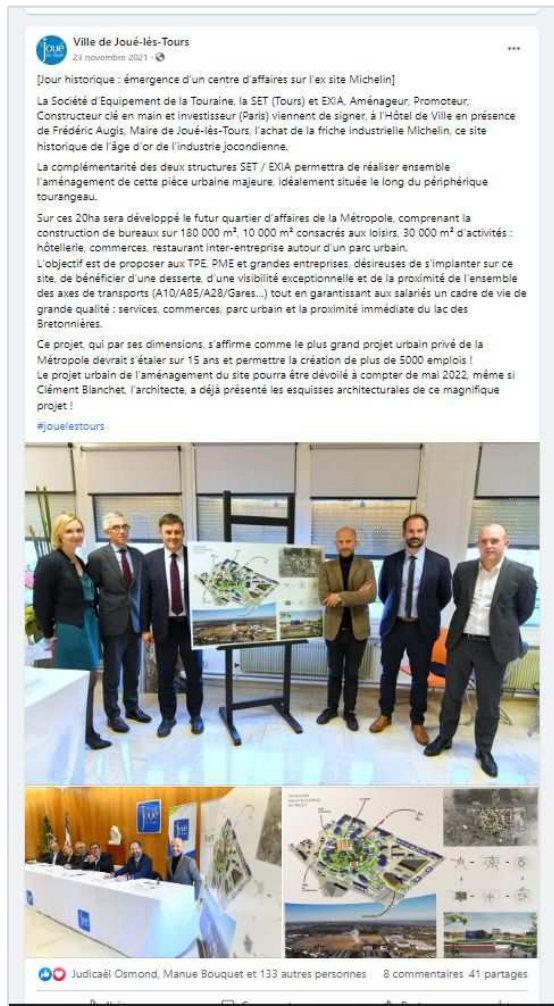 Ville de Joué-lès-Tours
23 novembre 2021 ·
[Jour historique : émergence d'un centre d'affaires sur l'ex site Michelin]
La Société d'Equipement de la Touraine, la SET (Tours) et EXIA, Aménageur, Promoteur,
Constructeur clé en main et investisseur (Paris) viennent de signer, à l'Hôtel de Ville en présence
de Frédéric Augis, Maire de Joué-lès-Tours, l'achat de la friche industrielle Michelin, ce site
historique de l'âge d'or de l'industrie jocondienne.
La complémentarité des deux structures SET / EXIA permettra de réaliser ensemble
l'aménagement de cette pièce urbaine majeure, idéalement située le long du périphérique
tourangeau.
Sur ces 20ha sera développé le futur quartier d'affaires de la Métropole, comprenant la
construction de bureaux sur 180 000 m², 10 000 m² consacrés aux loisirs, 30 000 m² d'activités :
hôtellerie, commerces, restaurant inter-entreprise autour d'un parc urbain.
L'objectif est de proposer aux TPE, PME et grandes entreprises, désireuses de s'implanter sur ce
site, de bénéficier d'une desserte, d'une visibilité exceptionnelle et de la proximité de l'ensemble
des axes de transports (A10/A85/A28/Gares...) tout en garantissant aux salariés un cadre de vie de
grande qualité : services, commerces, parc urbain et la proximité immédiate du lac des
Bretonnières.
Ce projet, qui par ses dimensions, s'affirme comme le plus grand projet urbain privé de la
Métropole devrait s'étaler sur 15 ans et permettre la création de plus de 5000 emplois !
Le projet urbain de l'aménagement du site pourra être dévoilé à compter de mai 2022, même si
Clément Blanchet, l'architecte, a déjà présenté les esquisses architecturales de ce magnifique
projet !
#jouelestours
Joué
Joué
Joué
Judicaël Osmond, Manue Bouquet et 133 autres personnes 8 commentaires 41 partages